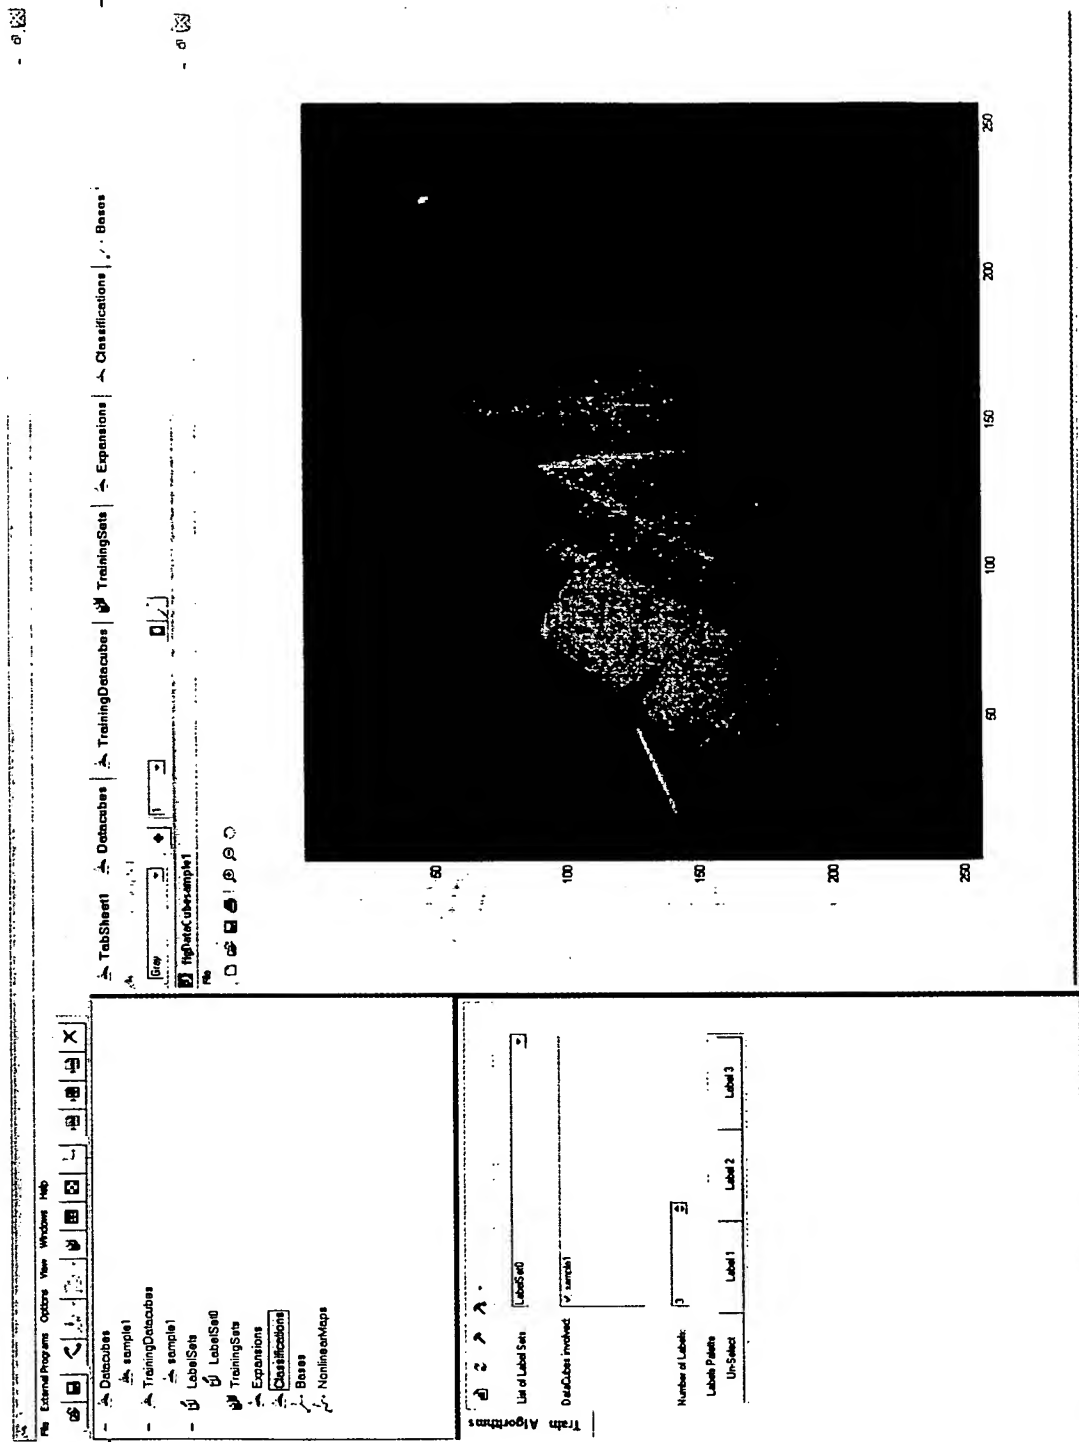 File External Programs Options View Windows Help
Datacubes
sample1
TrainingDatacubes
sample1
LabelSets
LabelSet0
TrainingSets
Expansions
Classifications
Bases
NonlinearMaps
TabSheet1 Datacubes TrainingDatacubes TrainingSets Expansions Classifications Bases
Gray 1
figDataCubesample1
File
50
100
150
200
250
50 100 150 200 250
Train Algorithms
List of Label Sets LabelSet0
DataCubes involved: sample1
Number of Labels: 3
Labels Palette
Un-Select Label 1 Label 2 Label 3